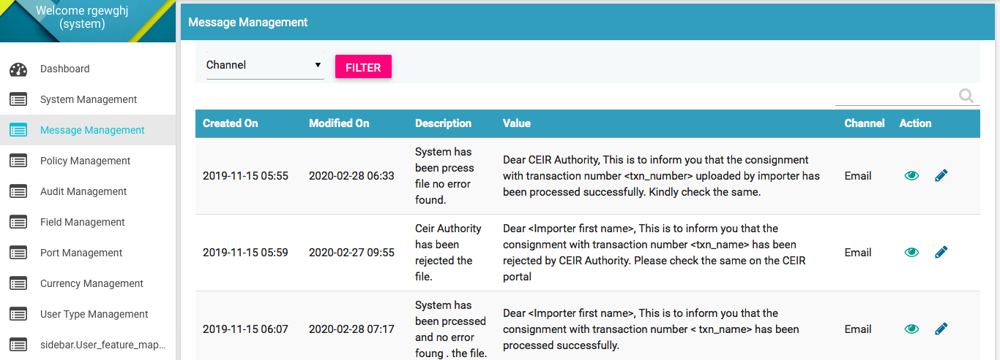 Welcome rgewghj
(system)
Dashboard
System Management
Message Management
Policy Management
Audit Management
Field Management
Port Management
Currency Management
User Type Management
sidebar.User_feature_map...
Message Management
Channel
FILTER
Created On Modified On Description Value Channel Action
2019-11-15 05:55
2020-02-28 06:33
System has
been prcess
file no error
found.
Dear CEIR Authority, This is to inform you that the consignment
with transaction number <txn_number> uploaded by importer has
been processed successfully. Kindly check the same.
Email
2019-11-15 05:59
2020-02-27 09:55
Ceir Authority
has been
rejected the
file.
Dear <Importer first name>, This is to inform you that the
consignment with transaction number <txn_name> has been
rejected by CEIR Authority. Please check the same on the CEIR
portal
Email
2019-11-15 06:07
2020-02-28 07:17
System has
been prcessed
and no error
foung . the file.
Dear <Importer first name>, This is to inform you that the
consignment with transaction number < txn_name> has been
processed successfully.
Email